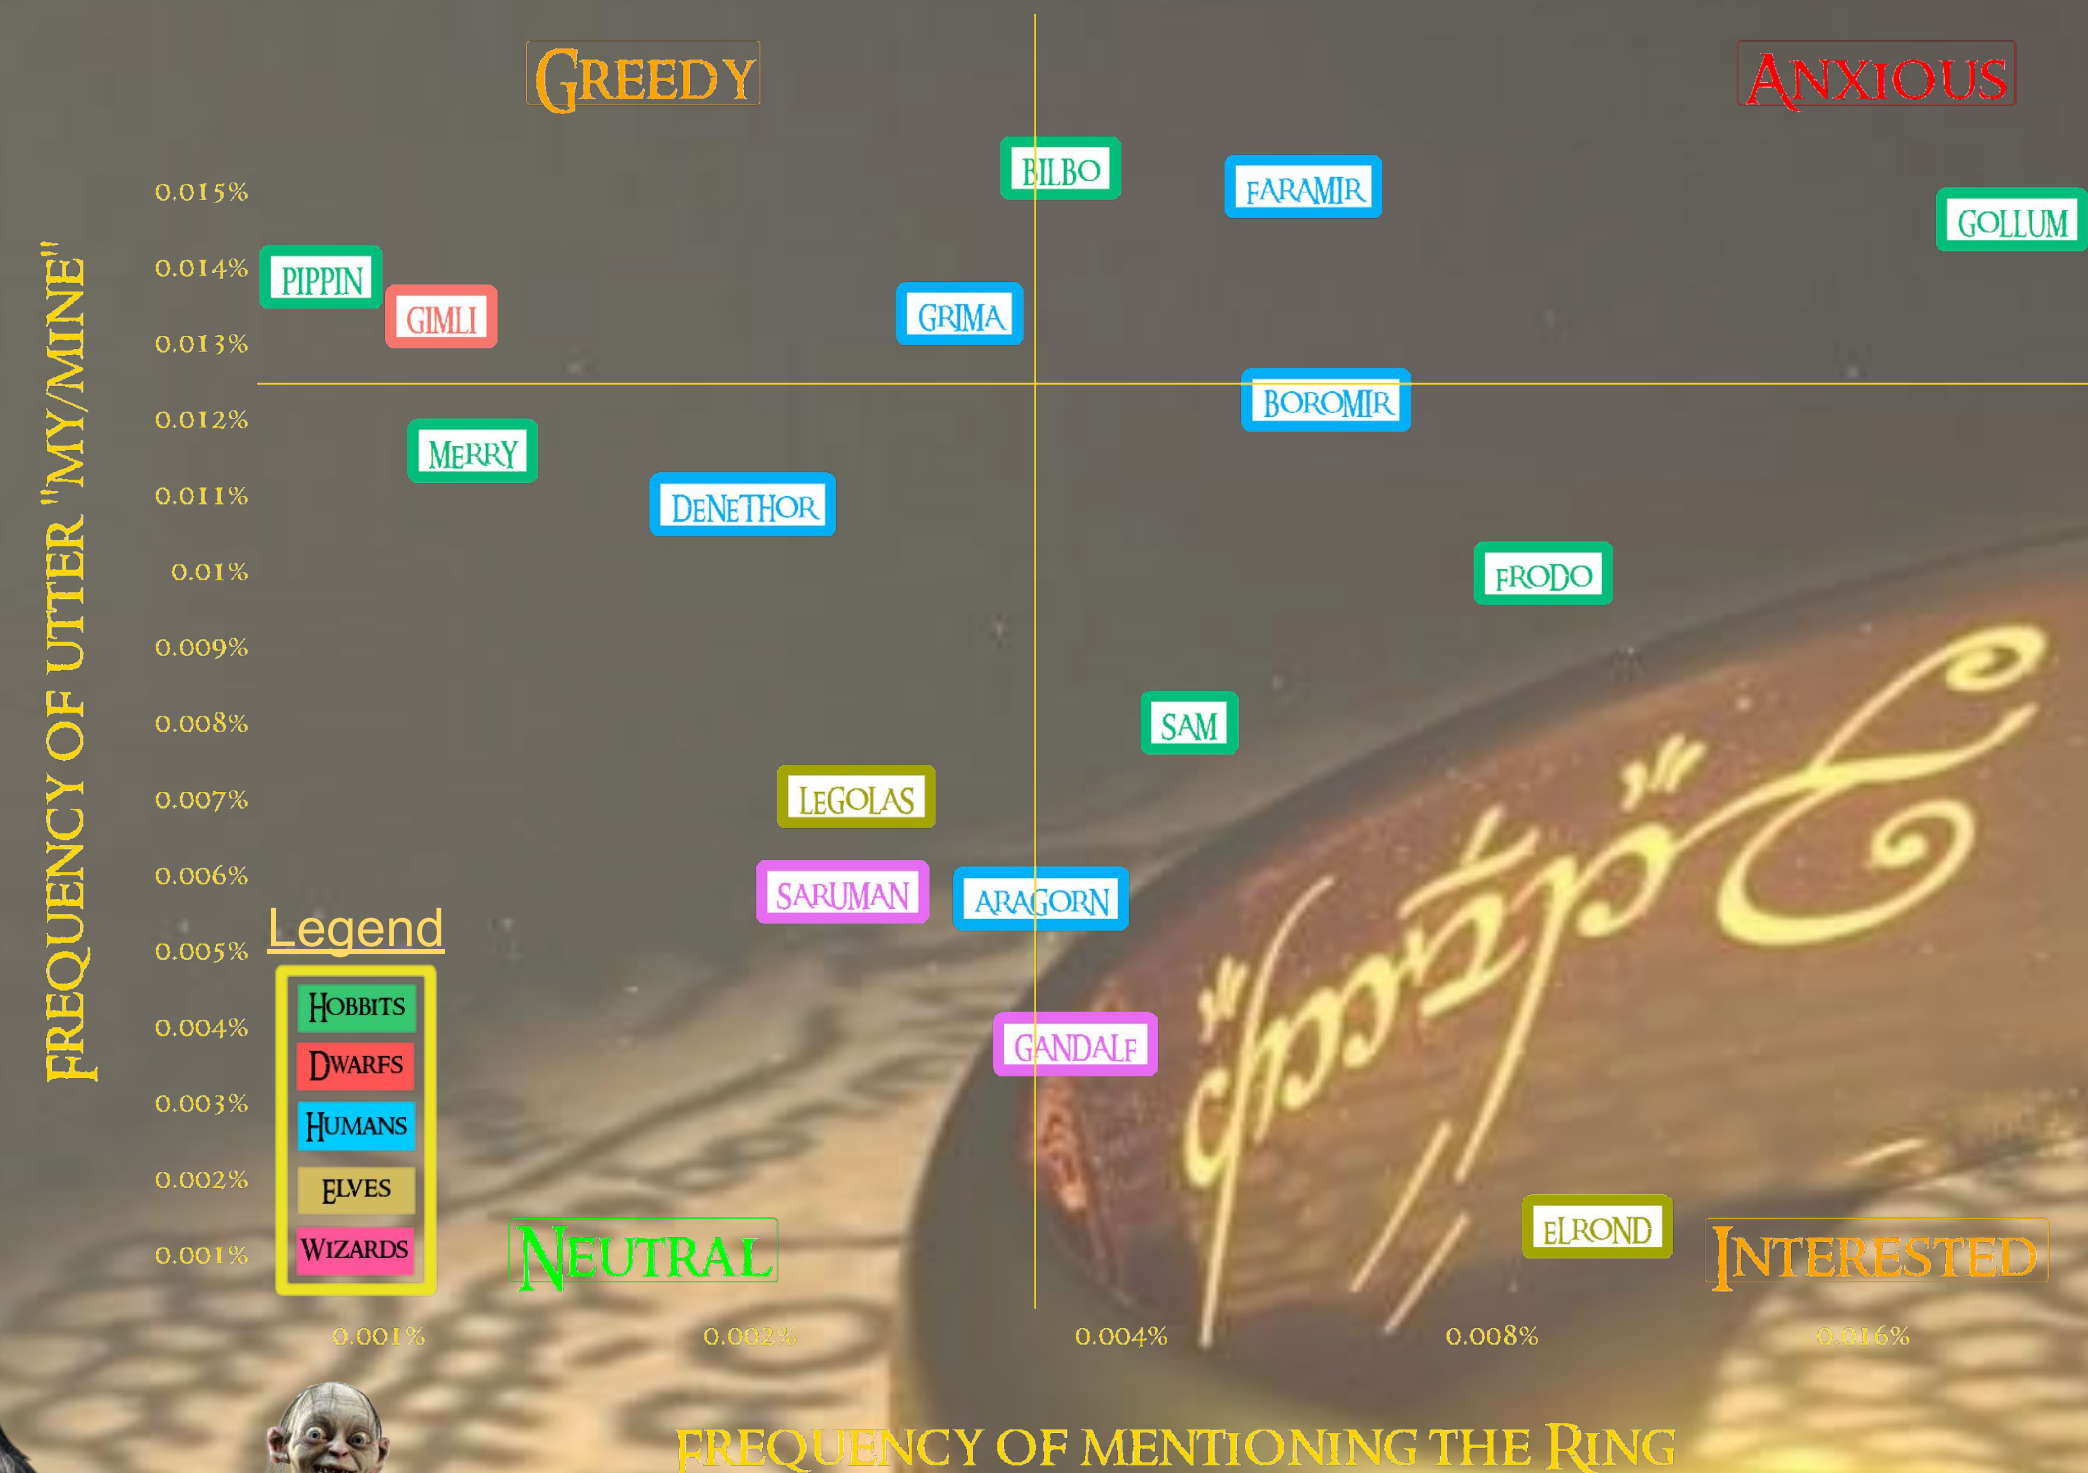 GREEDY
ANXIOUS
BILBO
FARAMIR
GOLLUM
PIPPIN
GIMLI
GRIMA
BOROMIR
MERRY
DENETHOR
FRODO
SAM
LEGOLAS
SARUMAN
ARAGORN
GANDALF
ELROND
FREQUENCY OF UTTER "MY/MINE"
0.015%
0.014%
0.013%
0.012%
0.011%
0.01%
0.009%
0.008%
0.007%
0.006%
0.005%
0.004%
0.003%
0.002%
0.001%
Legend
HOBBITS
DWARFS
HUMANS
ELVES
WIZARDS
NEUTRAL
INTERESTED
0.001%
0.002%
0.004%
0.008%
0.016%
FREQUENCY OF MENTIONING THE RING